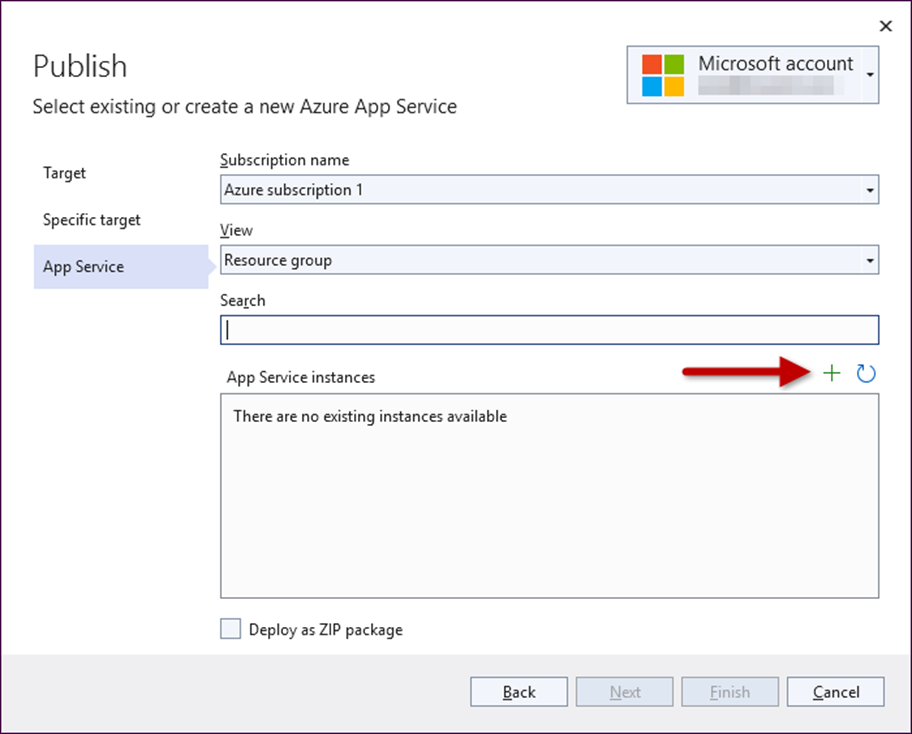 Publish
Microsoft account
Select existing or create a new Azure App Service
Target
Specific target
App Service
Subscription name
Azure subscription 1
View
Resource group
Search
App Service instances
There are no existing instances available
Deploy as ZIP package
Back
Next
Finish
Cancel